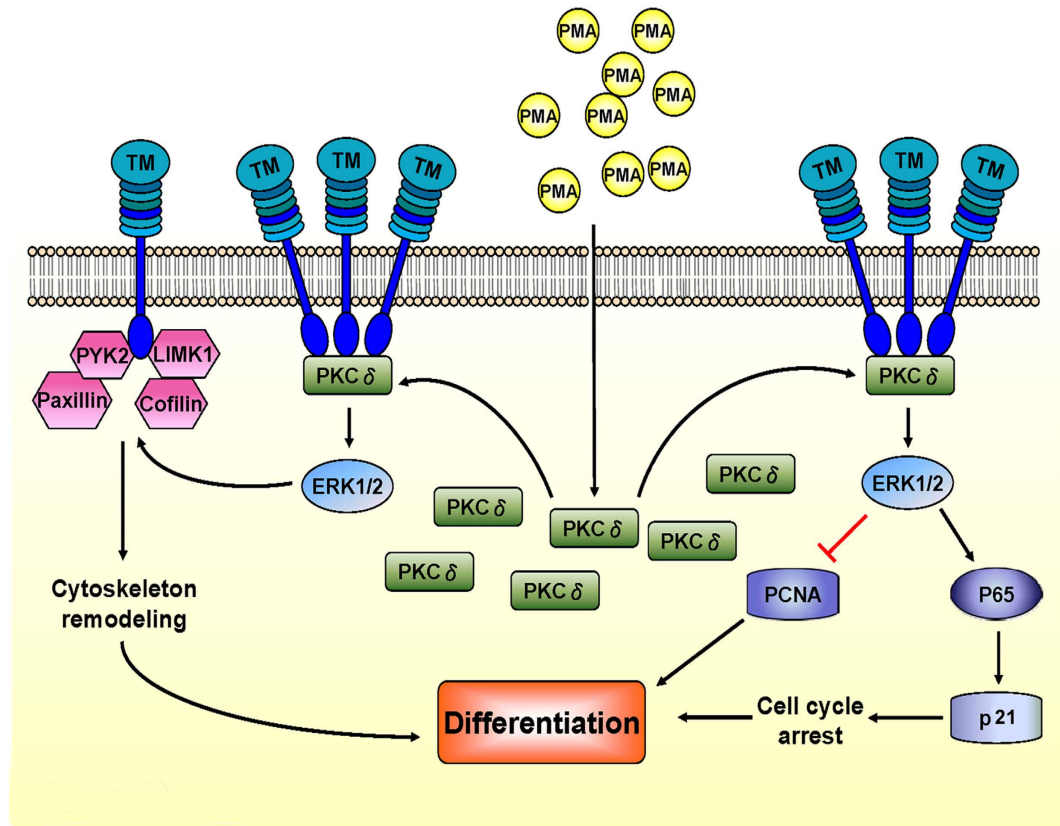 PMA
PMA
PMA
PMA
PMA
PMA
PMA
PMA
PMA
TM
TM
TM
TM
TM
TM
TM
PYK2
LIMK1
Paxillin
Cofilin
PKC δ
PKC δ
ERK1/2
ERK1/2
PKC δ
PKC δ
PKC δ
PKC δ
PKC δ
PKC δ
Cytoskeleton
remodeling
PCNA
P65
Differentiation
Cell cycle
arrest
p21